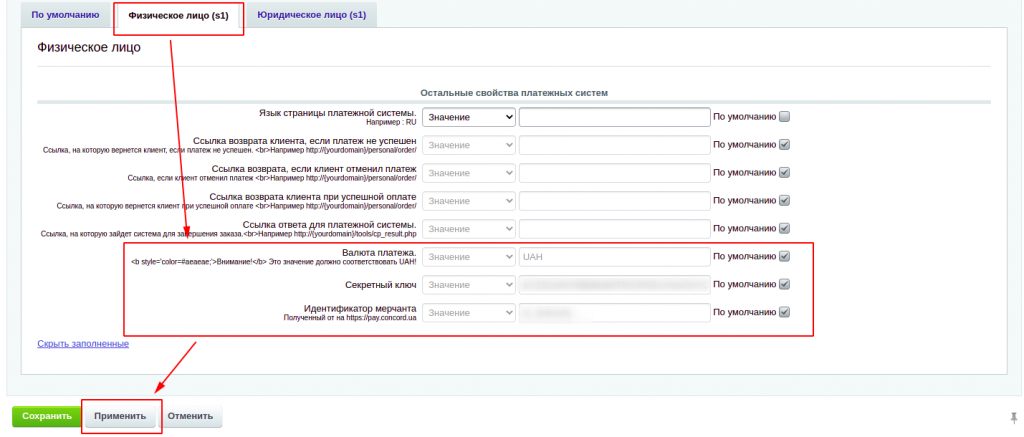 По умолчанию Физическое лицо (s1) Юридическое лицо (s1)
Физическое лицо
Остальные свойства платежных систем
Язык страницы платежной системы. Значение По умолчанию
Например : RU
Ссылка возврата клиента, если платеж не успешен Значение По умолчанию
Ссылка, на которую вернется клиент, если платеж не успешен. <br>Например http://{yourdomain}/personal/order/
Ссылка возврата, если клиент отменил платеж Значение По умолчанию
Ссылка, если клиент отменил платеж <br>Например http://{yourdomain}/personal/order/
Ссылка возврата клиента при успешной оплате Значение По умолчанию
Ссылка, на которую вернется клиент при успешной оплате <br>Например http://{yourdomain}/personal/order/
Ссылка ответа для платежной системы. Значение По умолчанию
Ссылка, на которую зайдет система для завершения заказа.<br>Например http://{yourdomain}/tools/cp_result.php
Валюта платежа. Значение UAH По умолчанию
<b style='color=#aeaeae;'>Внимание!</b> Это значение должно соответствовать UAH!
Секретный ключ Значение По умолчанию
Идентификатор мерчанта Значение По умолчанию
Полученный от на https://pay.concord.ua
Скрыть заполненные
Сохранить Применить Отменить